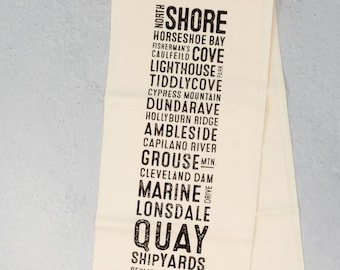 NORTH SHORE
HORSESHOE BAY
FISHERMAN'S
CAULFEILD COVE
LIGHTHOUSE PARK
TIDDLYCOVE
CYPRESS MOUNTAIN
DUNDARAVE
HOLLYBURN RIDGE
AMBLESIDE
CAPILANO RIVER
GROUSE MTN.
CLEVELAND DAM
MARINE DRIVE
LONSDALE
QUAY
SHIPYARDS